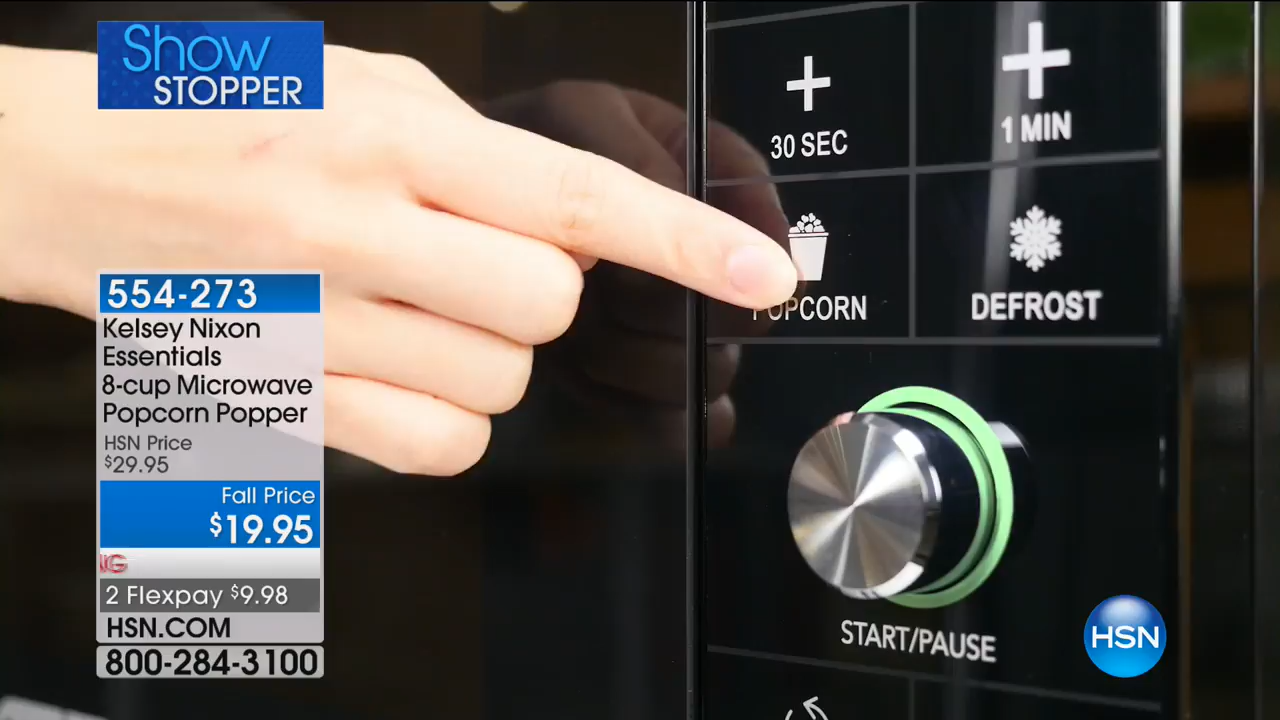 Show
STOPPER
554-273
Kelsey Nixon
Essentials
8-cup Microwave
Popcorn Popper
HSN Price
$29.95
Fall Price
$19.95
2 Flexpay $9.98
HSN.COM
800-284-3100
30 SEC
1 MIN
POPCORN
DEFROST
START/PAUSE
HSN